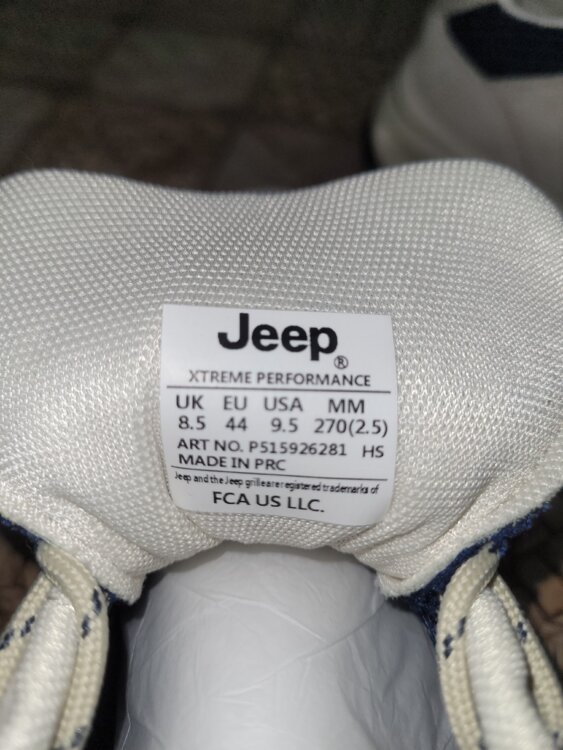 Jeep®
XTREME PERFORMANCE
UK EU USA MM
8.5 44 9.5 270(2.5)
ART NO. P515926281 HS
MADE IN PRC
Jeep and the Jeep grille are registered trademarks of
FCA US LLC.